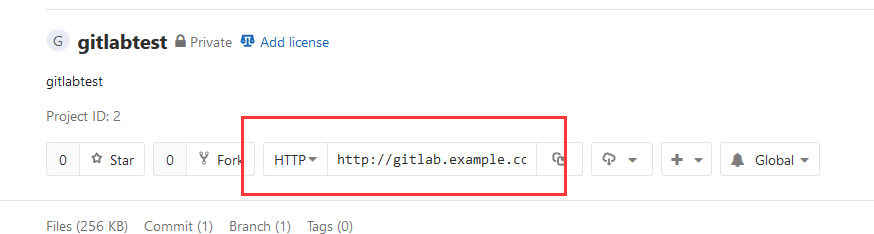 G gitlabtest Private Add license
gitlabtest
Project ID: 2
0 Star 0 Fork HTTP http://gitlab.example.cc Global
Files (256 KB) Commit (1) Branch (1) Tags (0)